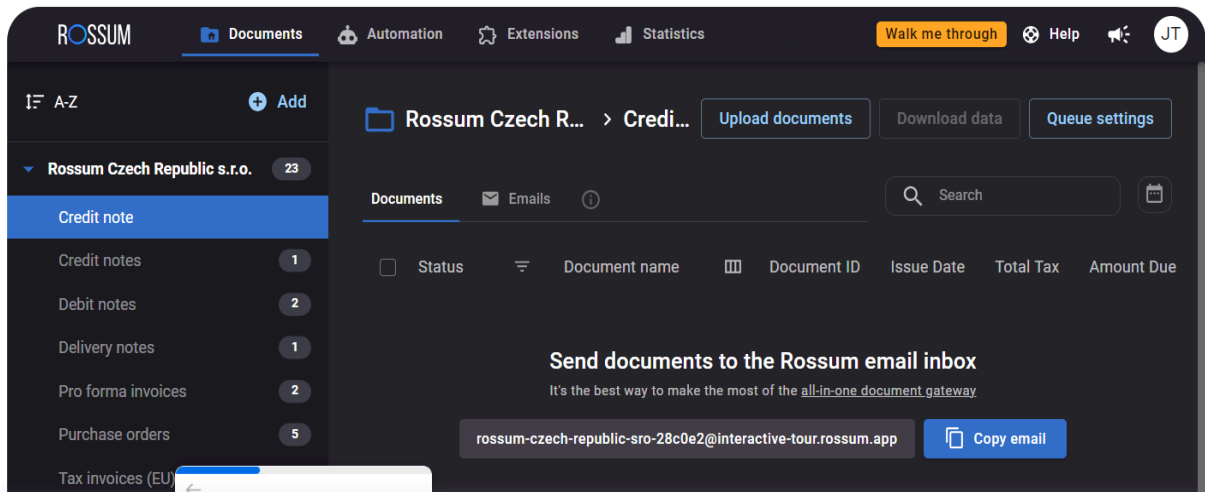 ROSSUM Documents Automation Extensions Statistics Walk me through Help JT
A-Z Add
Rossum Czech R... > Credi... Upload documents Download data Queue settings
Rossum Czech Republic s.r.o. 23
Documents Emails Search
Credit note
Credit notes 1
Status Document name Document ID Issue Date Total Tax Amount Due
Debit notes 2
Delivery notes 1
Send documents to the Rossum email inbox
Pro forma invoices 2
It's the best way to make the most of the all-in-one document gateway
Purchase orders 5
rossum-czech-republic-sro-28c0e2@interactive-tour.rossum.app Copy email
Tax invoices (EU)